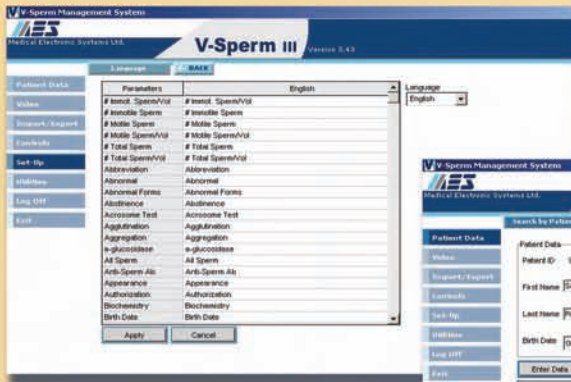 V-Sperm Management System
MES
Medical Electronic Systems Ltd.
V-Sperm III Version 3.43
Language BACK
Patient Data
Video
Import/Export
Controls
Set-Up
Utilities
Log Off
Exit
Parameters English
# Immot. Sperm/Vol # Immot. Sperm/Vol
# Immotile Sperm # Immotile Sperm
# Motile Sperm # Motile Sperm
# Motile Sperm/Vol # Motile Sperm/Vol
# Total Sperm # Total Sperm
# Total Sperm/Vol # Total Sperm/Vol
Abbreviation Abbreviation
Abnormal Abnormal
Abnormal Forms Abnormal Forms
Abstinence Abstinence
Acrosome Test Acrosome Test
Agglutination Agglutination
Aggregation Aggregation
a-glucosidase a-glucosidase
All Sperm All Sperm
Anti-Sperm Ab Anti-Sperm Ab
Appearance Appearance
Authorization Authorization
Biochemistry Biochemistry
Birth Date Birth Date
Apply Cancel
Language
English
V-Sperm Management System
MES
Medical Electronic Systems Ltd.
Search by Patient
Patient Data
Video
Import/Export
Controls
Set-Up
Utilities
Log Off
Exit
Patient Data
Patient ID
First Name
Last Name
Birth Date
Enter Data